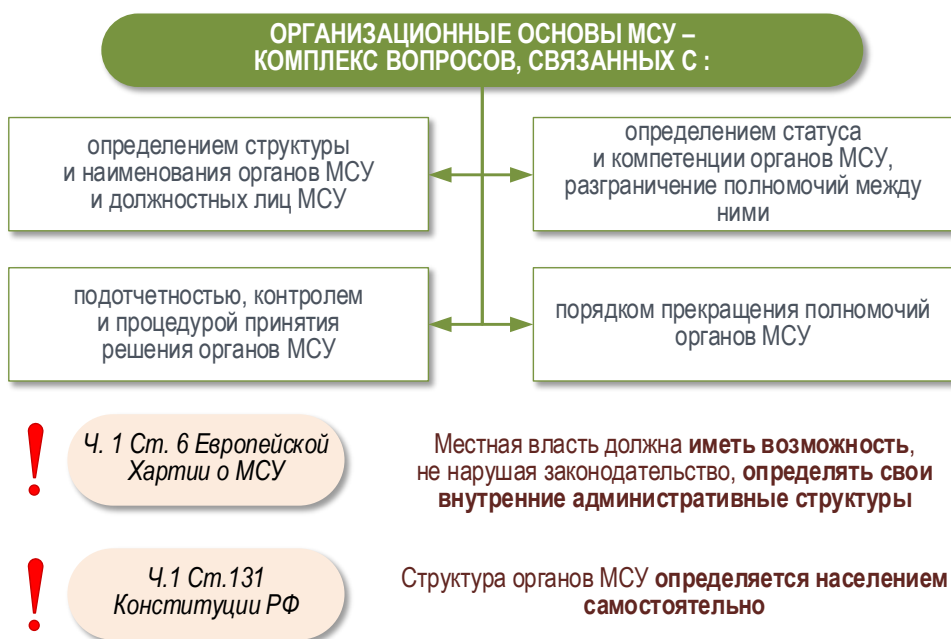 ОРГАНИЗАЦИОННЫЕ ОСНОВЫ МСУ –
КОМПЛЕКС ВОПРОСОВ, СВЯЗАННЫХ С :
определением структуры
и наименования органов МСУ
и должностных лиц МСУ
определением статуса
и компетенции органов МСУ,
разграничение полномочий между
ними
подотчетностью, контролем
и процедурой принятия
решения органов МСУ
порядком прекращения полномочий
органов МСУ
!
Ч. 1 Ст. 6 Европейской
Хартии о МСУ
Местная власть должна иметь возможность,
не нарушая законодательство, определять свои
внутренние административные структуры
!
Ч.1 Ст.131
Конституции РФ
Структура органов МСУ определяется населением
самостоятельно